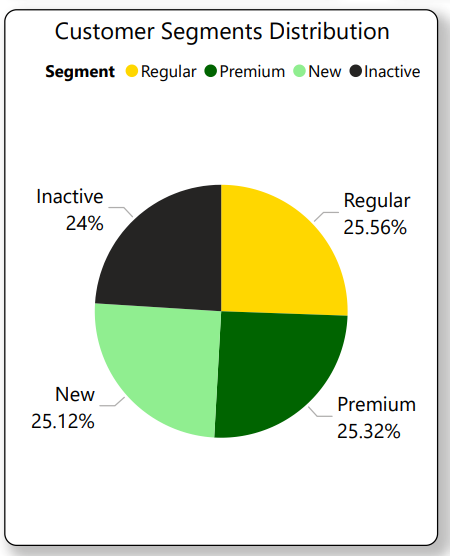 Customer Segments Distribution
Segment Regular Premium New Inactive
Inactive
24%
Regular
25.56%
New
25.12%
Premium
25.32%